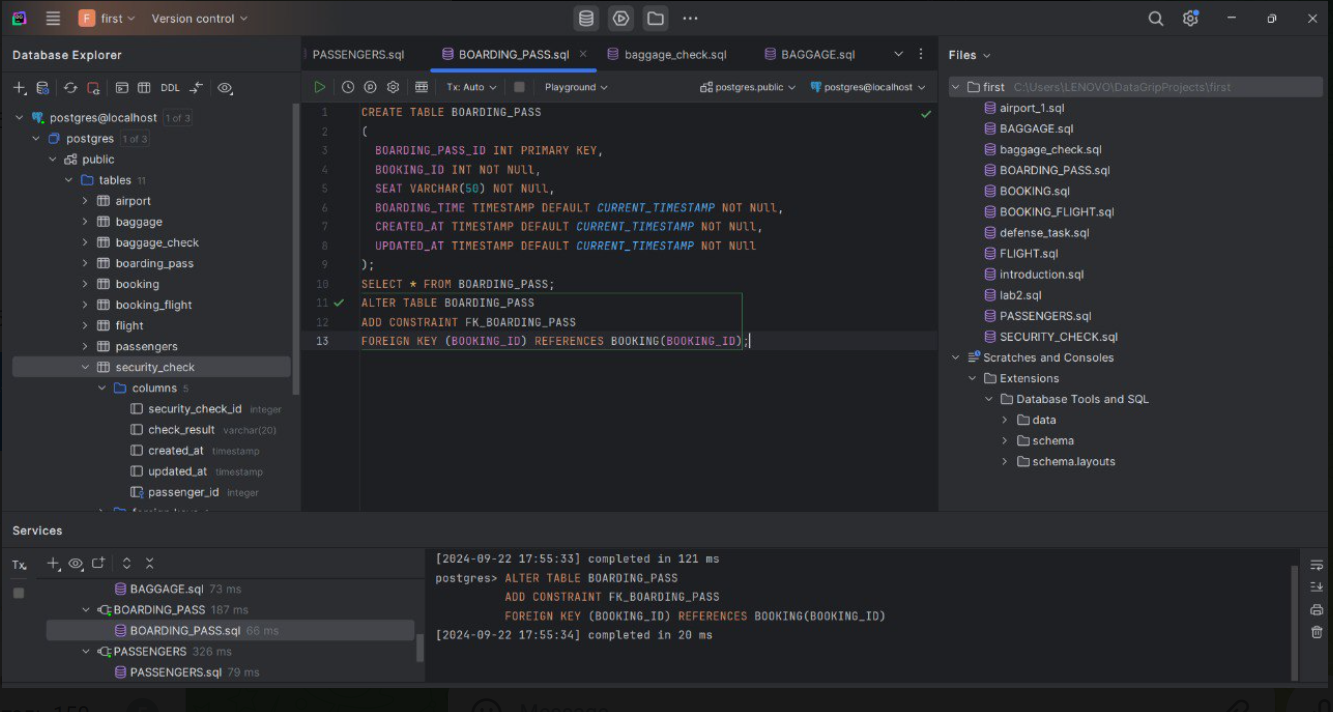 F first Version control
Database Explorer
DDL
postgres@localhost 1 of 3
postgres 1 of 3
public
tables 11
airport
baggage
baggage_check
boarding_pass
booking
booking_flight
flight
passengers
security_check
columns 5
security_check_id integer
check_result varchar(20)
created_at timestamp
updated_at timestamp
passenger_id integer
PASSENGERS.sql BOARDING_PASS.sql baggage_check.sql BAGGAGE.sql
Tx: Auto Playground postgres.public postgres@localhost
1 CREATE TABLE BOARDING_PASS
2 (
3 BOARDING_PASS_ID INT PRIMARY KEY,
4 BOOKING_ID INT NOT NULL,
5 SEAT VARCHAR(50) NOT NULL,
6 BOARDING_TIME TIMESTAMP DEFAULT CURRENT_TIMESTAMP NOT NULL,
7 CREATED_AT TIMESTAMP DEFAULT CURRENT_TIMESTAMP NOT NULL,
8 UPDATED_AT TIMESTAMP DEFAULT CURRENT_TIMESTAMP NOT NULL
9 );
10 SELECT * FROM BOARDING_PASS;
11 ALTER TABLE BOARDING_PASS
12 ADD CONSTRAINT FK_BOARDING_PASS
13 FOREIGN KEY (BOOKING_ID) REFERENCES BOOKING(BOOKING_ID);
Files
first C:\Users\LENOVO\DataGripProjects\first
airport_1.sql
BAGGAGE.sql
baggage_check.sql
BOARDING_PASS.sql
BOOKING.sql
BOOKING_FLIGHT.sql
defense_task.sql
FLIGHT.sql
introduction.sql
lab2.sql
PASSENGERS.sql
SECURITY_CHECK.sql
Scratches and Consoles
Extensions
Database Tools and SQL
data
schema
schema.layouts
Services
Tx
BAGGAGE.sql 73 ms
BOARDING_PASS 187 ms
BOARDING_PASS.sql 66 ms
PASSENGERS 326 ms
PASSENGERS.sql 79 ms
[2024-09-22 17:55:33] completed in 121 ms
postgres> ALTER TABLE BOARDING_PASS
ADD CONSTRAINT FK_BOARDING_PASS
FOREIGN KEY (BOOKING_ID) REFERENCES BOOKING(BOOKING_ID)
[2024-09-22 17:55:34] completed in 20 ms